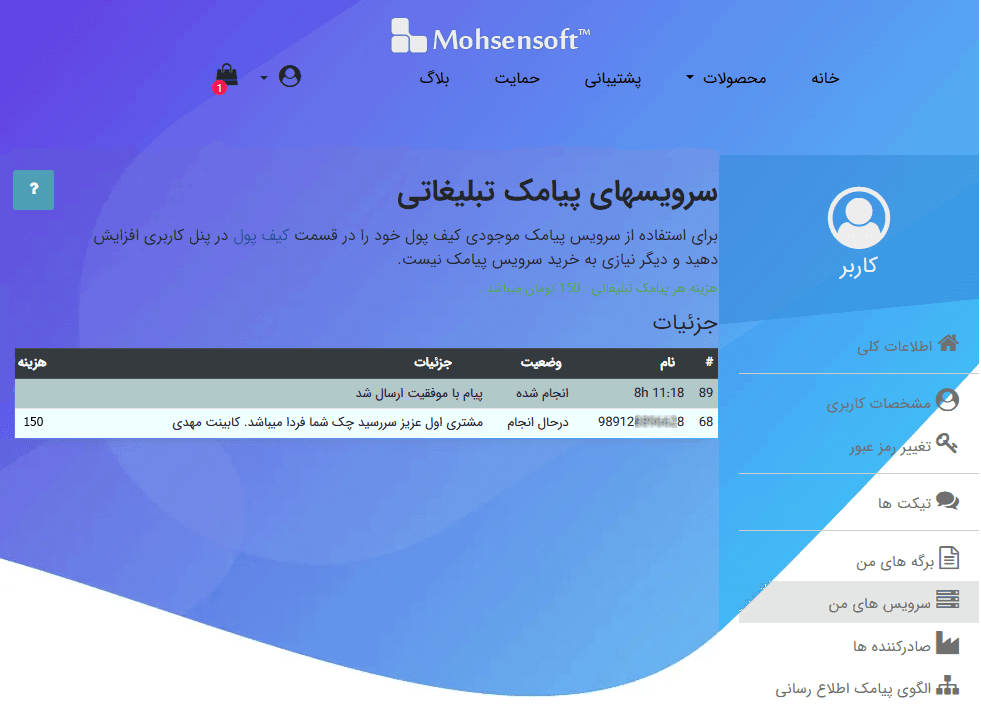 Mohsensoft™
خانه
محصولات
پشتیبانی
حمایت
بلاگ
1
?
سرویسهای پیامک تبلیغاتی
برای استفاده از سرویس پیامک موجودی کیف پول خود را در قسمت کیف پول در پنل کاربری افزایش
دهید و دیگر نیازی به خرید سرویس پیامک نیست.
هزینه هر پیامک تبلیغاتی 150 تومان میباشد
جزئیات
# نام وضعیت جزئیات هزینه
89 8h 11:18 انجام شده پیام با موفقیت ارسال شد
68 98912 8 درحال انجام مشتری اول عزیز سررسید چک شما فردا میباشد. کابینت مهدی 150
کاربر
اطلاعات کلی
مشخصات کاربری
تغییر رمز عبور
تیکت ها
برگه های من
سرویس های من
صادرکننده ها
الگوی پیامک اطلاع رسانی